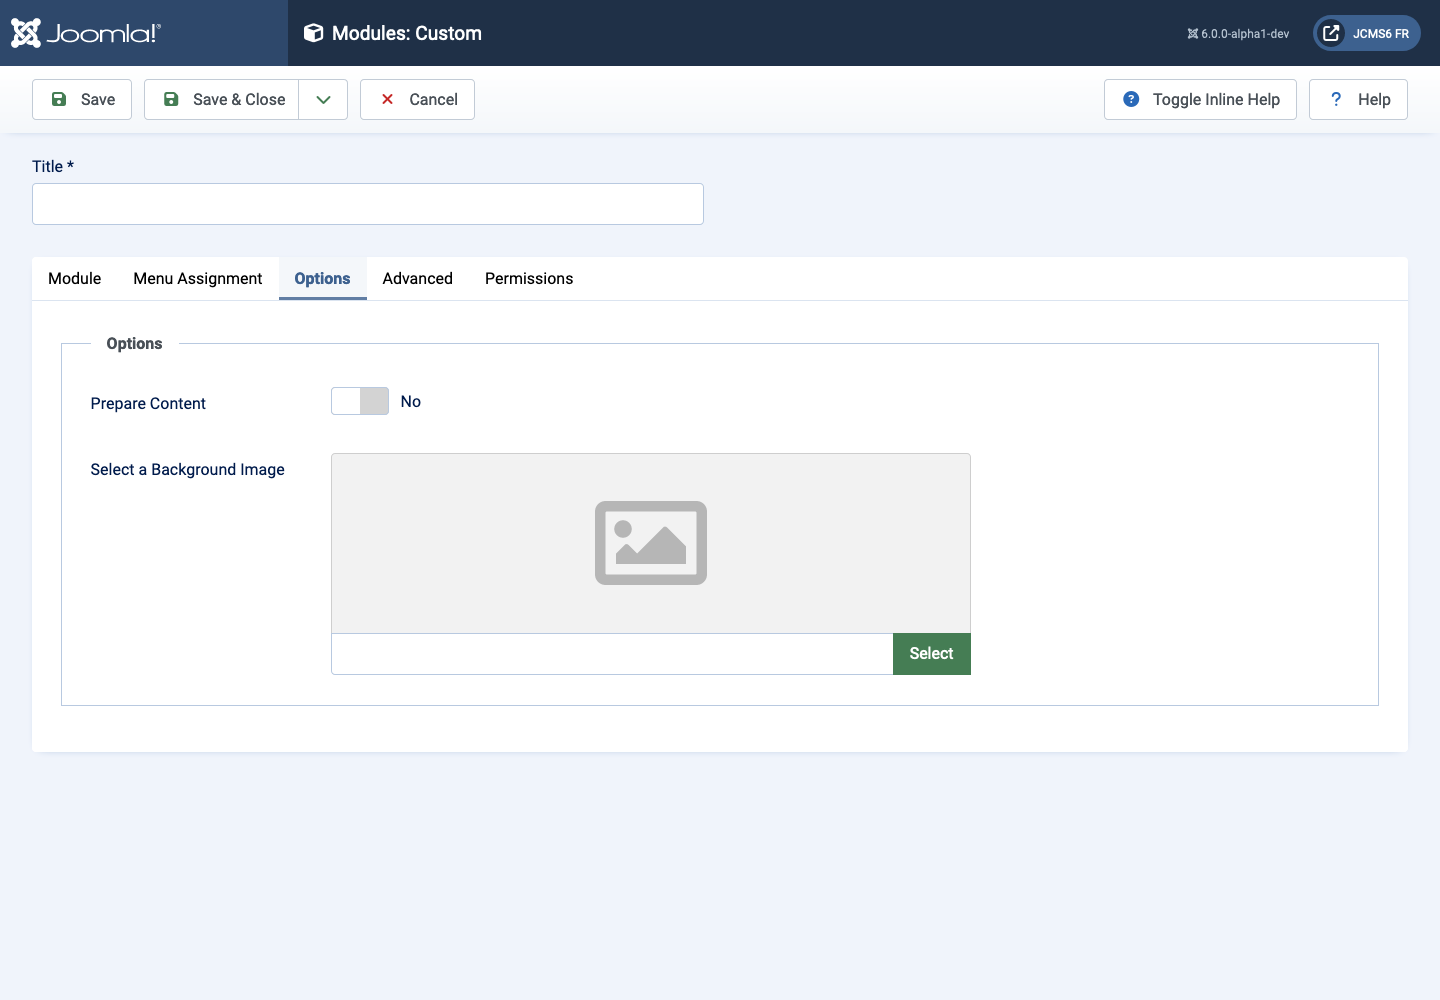 Joomla!®
Modules: Custom
6.0.0-alpha1-dev
JCMS6 FR
Save
Save & Close
Cancel
Toggle Inline Help
? Help
Title *
Module
Menu Assignment
Options
Advanced
Permissions
Options
Prepare Content
No
Select a Background Image
Select